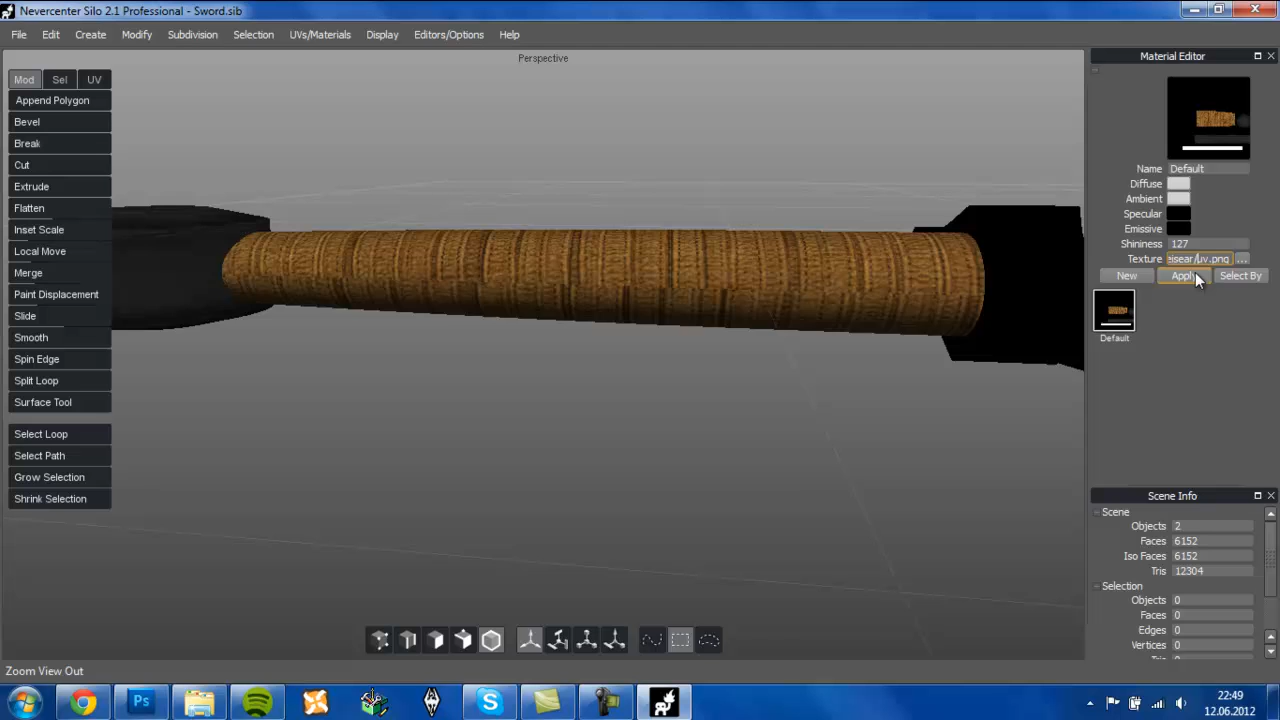 Nevercenter Silo 2.1 Professional - Sword.sib
File Edit Create Modify Subdivision Selection UVs/Materials Display Editors/Options Help
Perspective
Material Editor
Mod Sel UV
Append Polygon
Bevel
Break
Cut
Extrude
Flatten
Inset Scale
Local Move
Merge
Paint Displacement
Slide
Smooth
Spin Edge
Split Loop
Surface Tool
Select Loop
Select Path
Grow Selection
Shrink Selection
Name Default
Diffuse
Ambient
Specular
Emissive
Shininess 127
Texture eisear/uv.png ...
New Apply Select By
Default
Scene Info
Scene
Objects 2
Faces 6152
Iso Faces 6152
Tris 12304
Selection
Objects 0
Faces 0
Edges 0
Vertices 0
Zoom View Out
Ps
22:49
12.06.2012